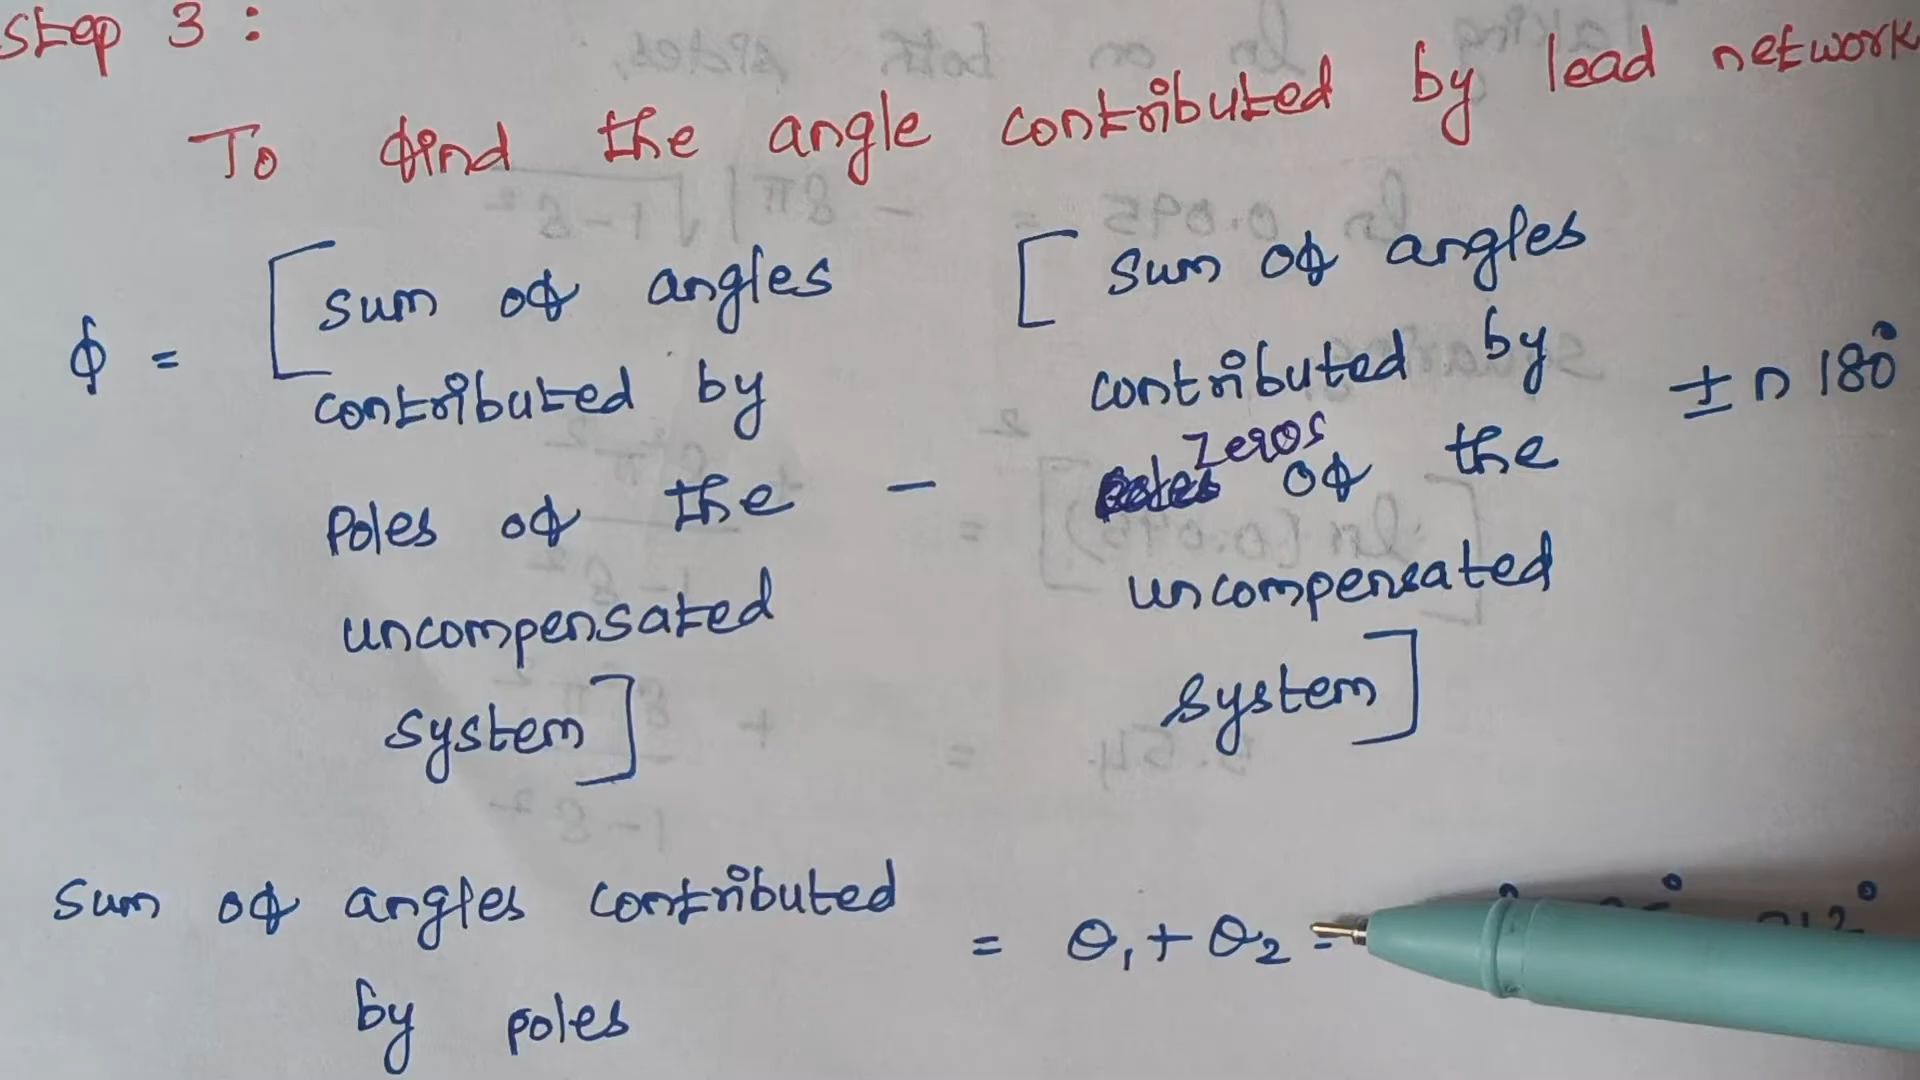 Step 3 :
To find the angle contributed by lead network
ϕ = [sum of angles contributed by poles of the uncompensated system] - [sum of angles contributed by zeros of the uncompensated system] ± n 180°
sum of angles contributed by poles = θ₁ + θ₂ =